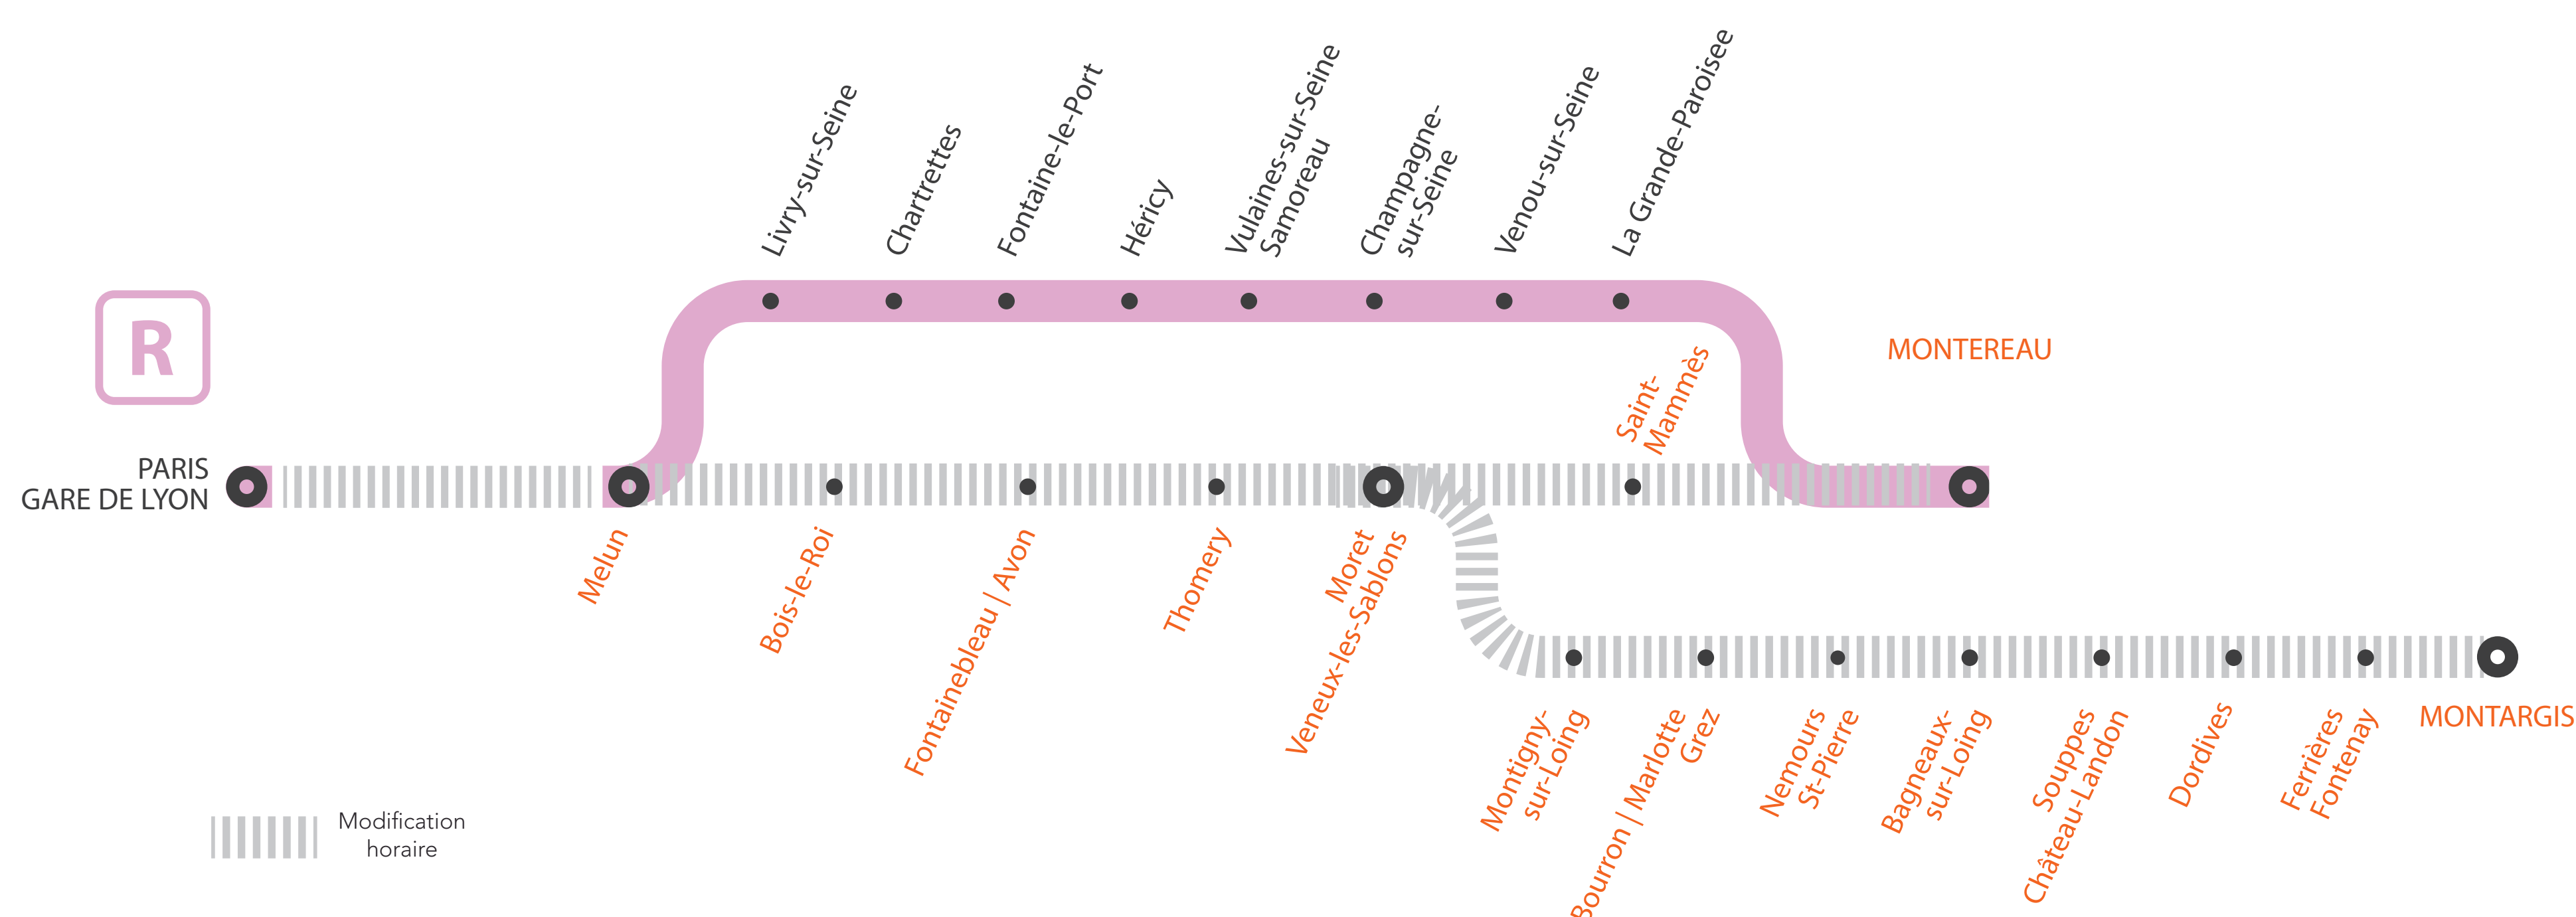 Livry-sur-Seine
Chartrettes
Fontaine-le-Port
Héricy
Vulaines-sur-Seine
Samoreau
Champagne-
sur-Seine
Venou-sur-Seine
La Grande-Paroisee
R
MONTEREAU
Saint-
Mammès
PARIS
GARE DE LYON
Melun
Bois-le-Roi
Fontainebleau | Avon
Thomery
Moret
Veneux-les-Sablons
Montigny-
sur-Loing
Bourron | Marlotte
Grez
Nemours
St-Pierre
Bagneaux-
sur-Loing
Souppes
Château-Landon
Dordives
Ferrières
Fontenay
MONTARGIS
Modification
horaire